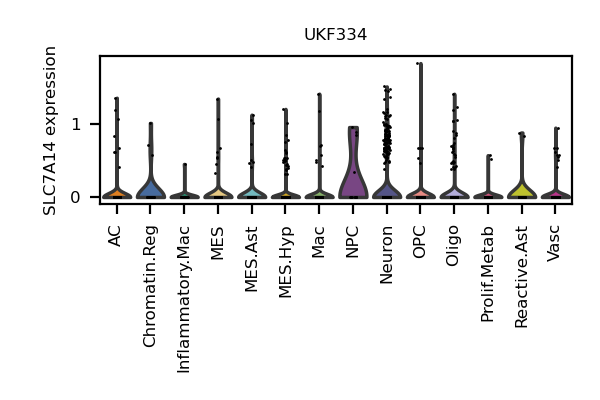 UKF334
SLC7A14 expression
1
0
AC
Chromatin.Reg
Inflammatory.Mac
MES
MES.Ast
MES.Hyp
Mac
NPC
Neuron
OPC
Oligo
Prolif.Metab
Reactive.Ast
Vasc